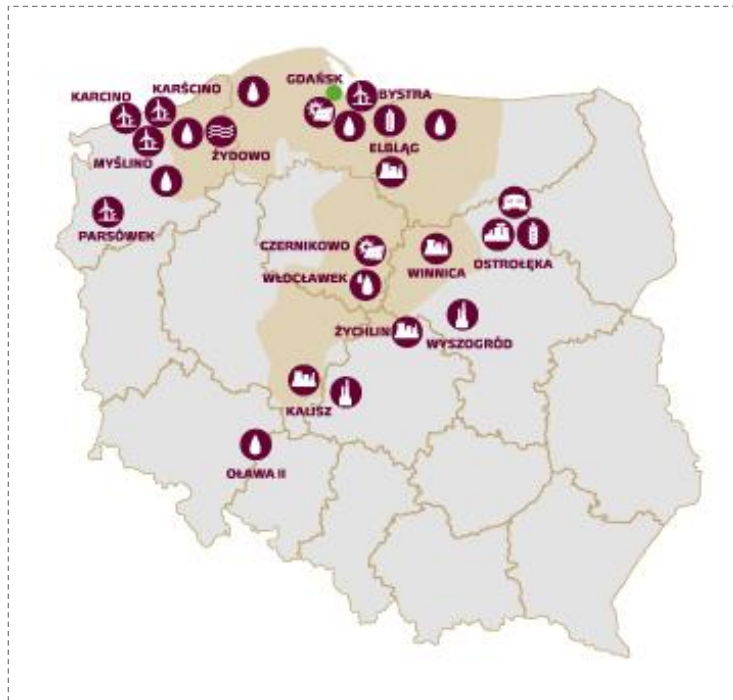 GDAŃSK
KARŚCINO
KARCINO
BYSTRA
ELBLĄG
ŻYDOWO
MYŚLINO
PARSÓWEK
CZERNIKOWO
WINNICA
OSTROŁĘKA
WŁOCŁAWEK
ŻYCHLIN
WYSZOGRÓD
KALISZ
OŁAWA II